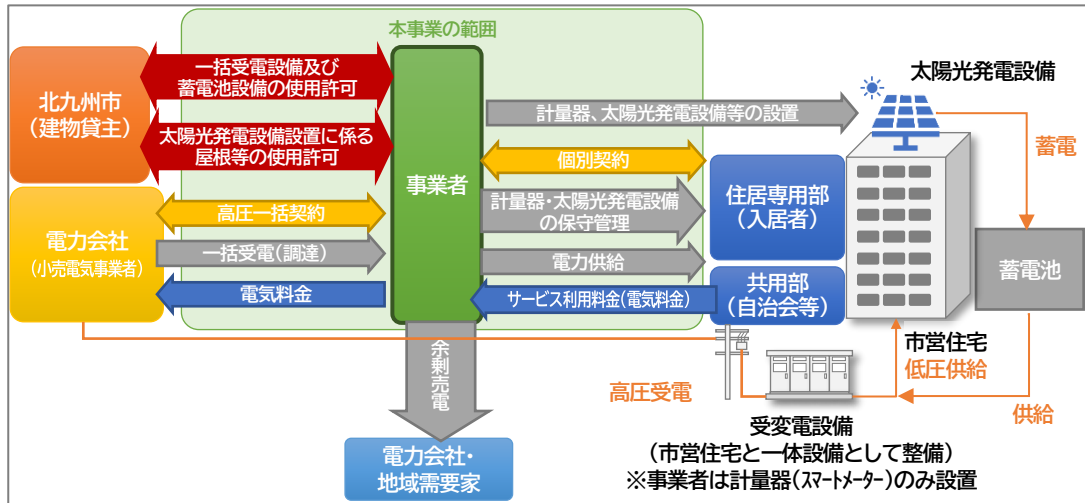 本事業の範囲
北九州市
(建物貸主)
一括受電設備及び
蓄電池設備の使用許可
太陽光発電設備設置に係る
屋根等の使用許可
電力会社
(小売電気事業者)
高圧一括契約
一括受電(調達)
電気料金
事業者
計量器、太陽光発電設備等の設置
個別契約
計量器・太陽光発電設備
の保守管理
電力供給
サービス利用料金(電気料金)
住居専用部
(入居者)
共用部
(自治会等)
太陽光発電設備
蓄電
蓄電池
市営住宅
低圧供給
供給
高圧受電
受変電設備
(市営住宅と一体設備として整備)
※事業者は計量器(スマートメーター)のみ設置
余剰売電
電力会社・
地域需要家